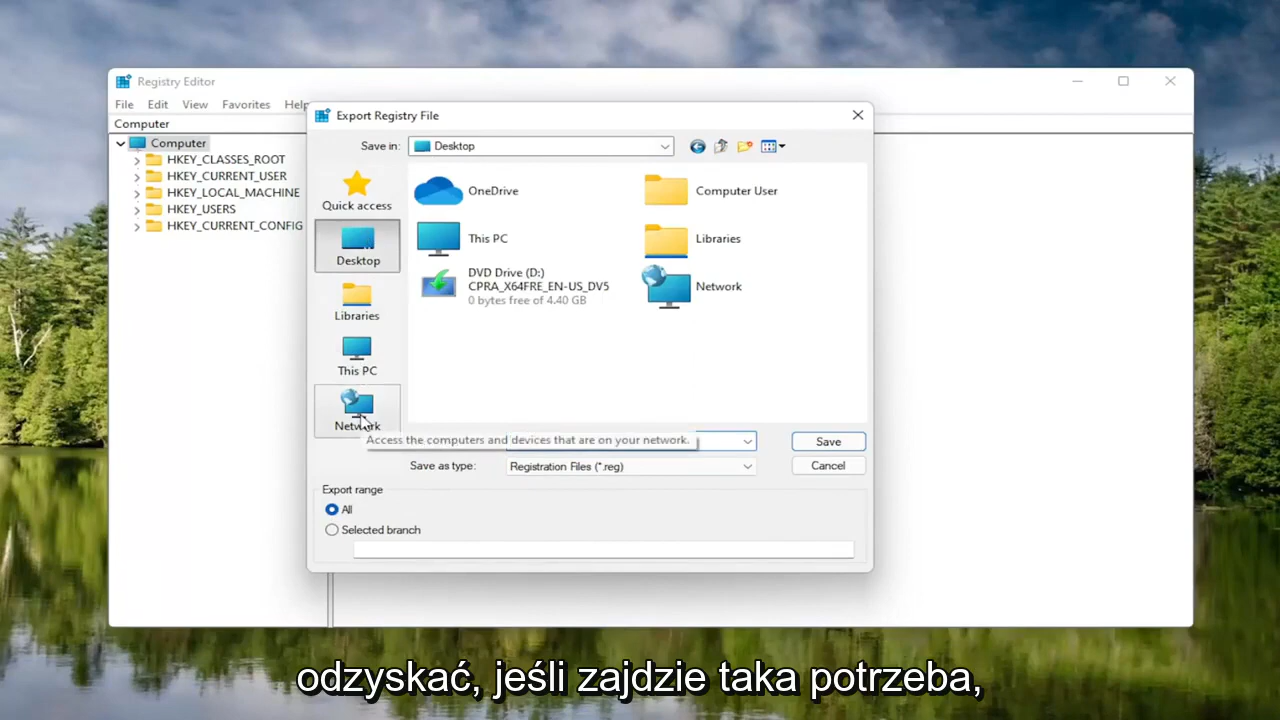 Registry Editor
File Edit View Favorites Help
Computer
Computer
HKEY_CLASSES_ROOT
HKEY_CURRENT_USER
HKEY_LOCAL_MACHINE
HKEY_USERS
HKEY_CURRENT_CONFIG
Export Registry File
Save in: Desktop
Quick access
Desktop
Libraries
This PC
Network
OneDrive
Computer User
This PC
Libraries
DVD Drive (D:)
CPRA_X64FRE_EN-US_DV5
0 bytes free of 4.40 GB
Network
Access the computers and devices that are on your network.
Save
Save as type: Registration Files (*.reg)
Cancel
Export range
All
Selected branch
odzyskać, jeśli zajdzie taka potrzeba,